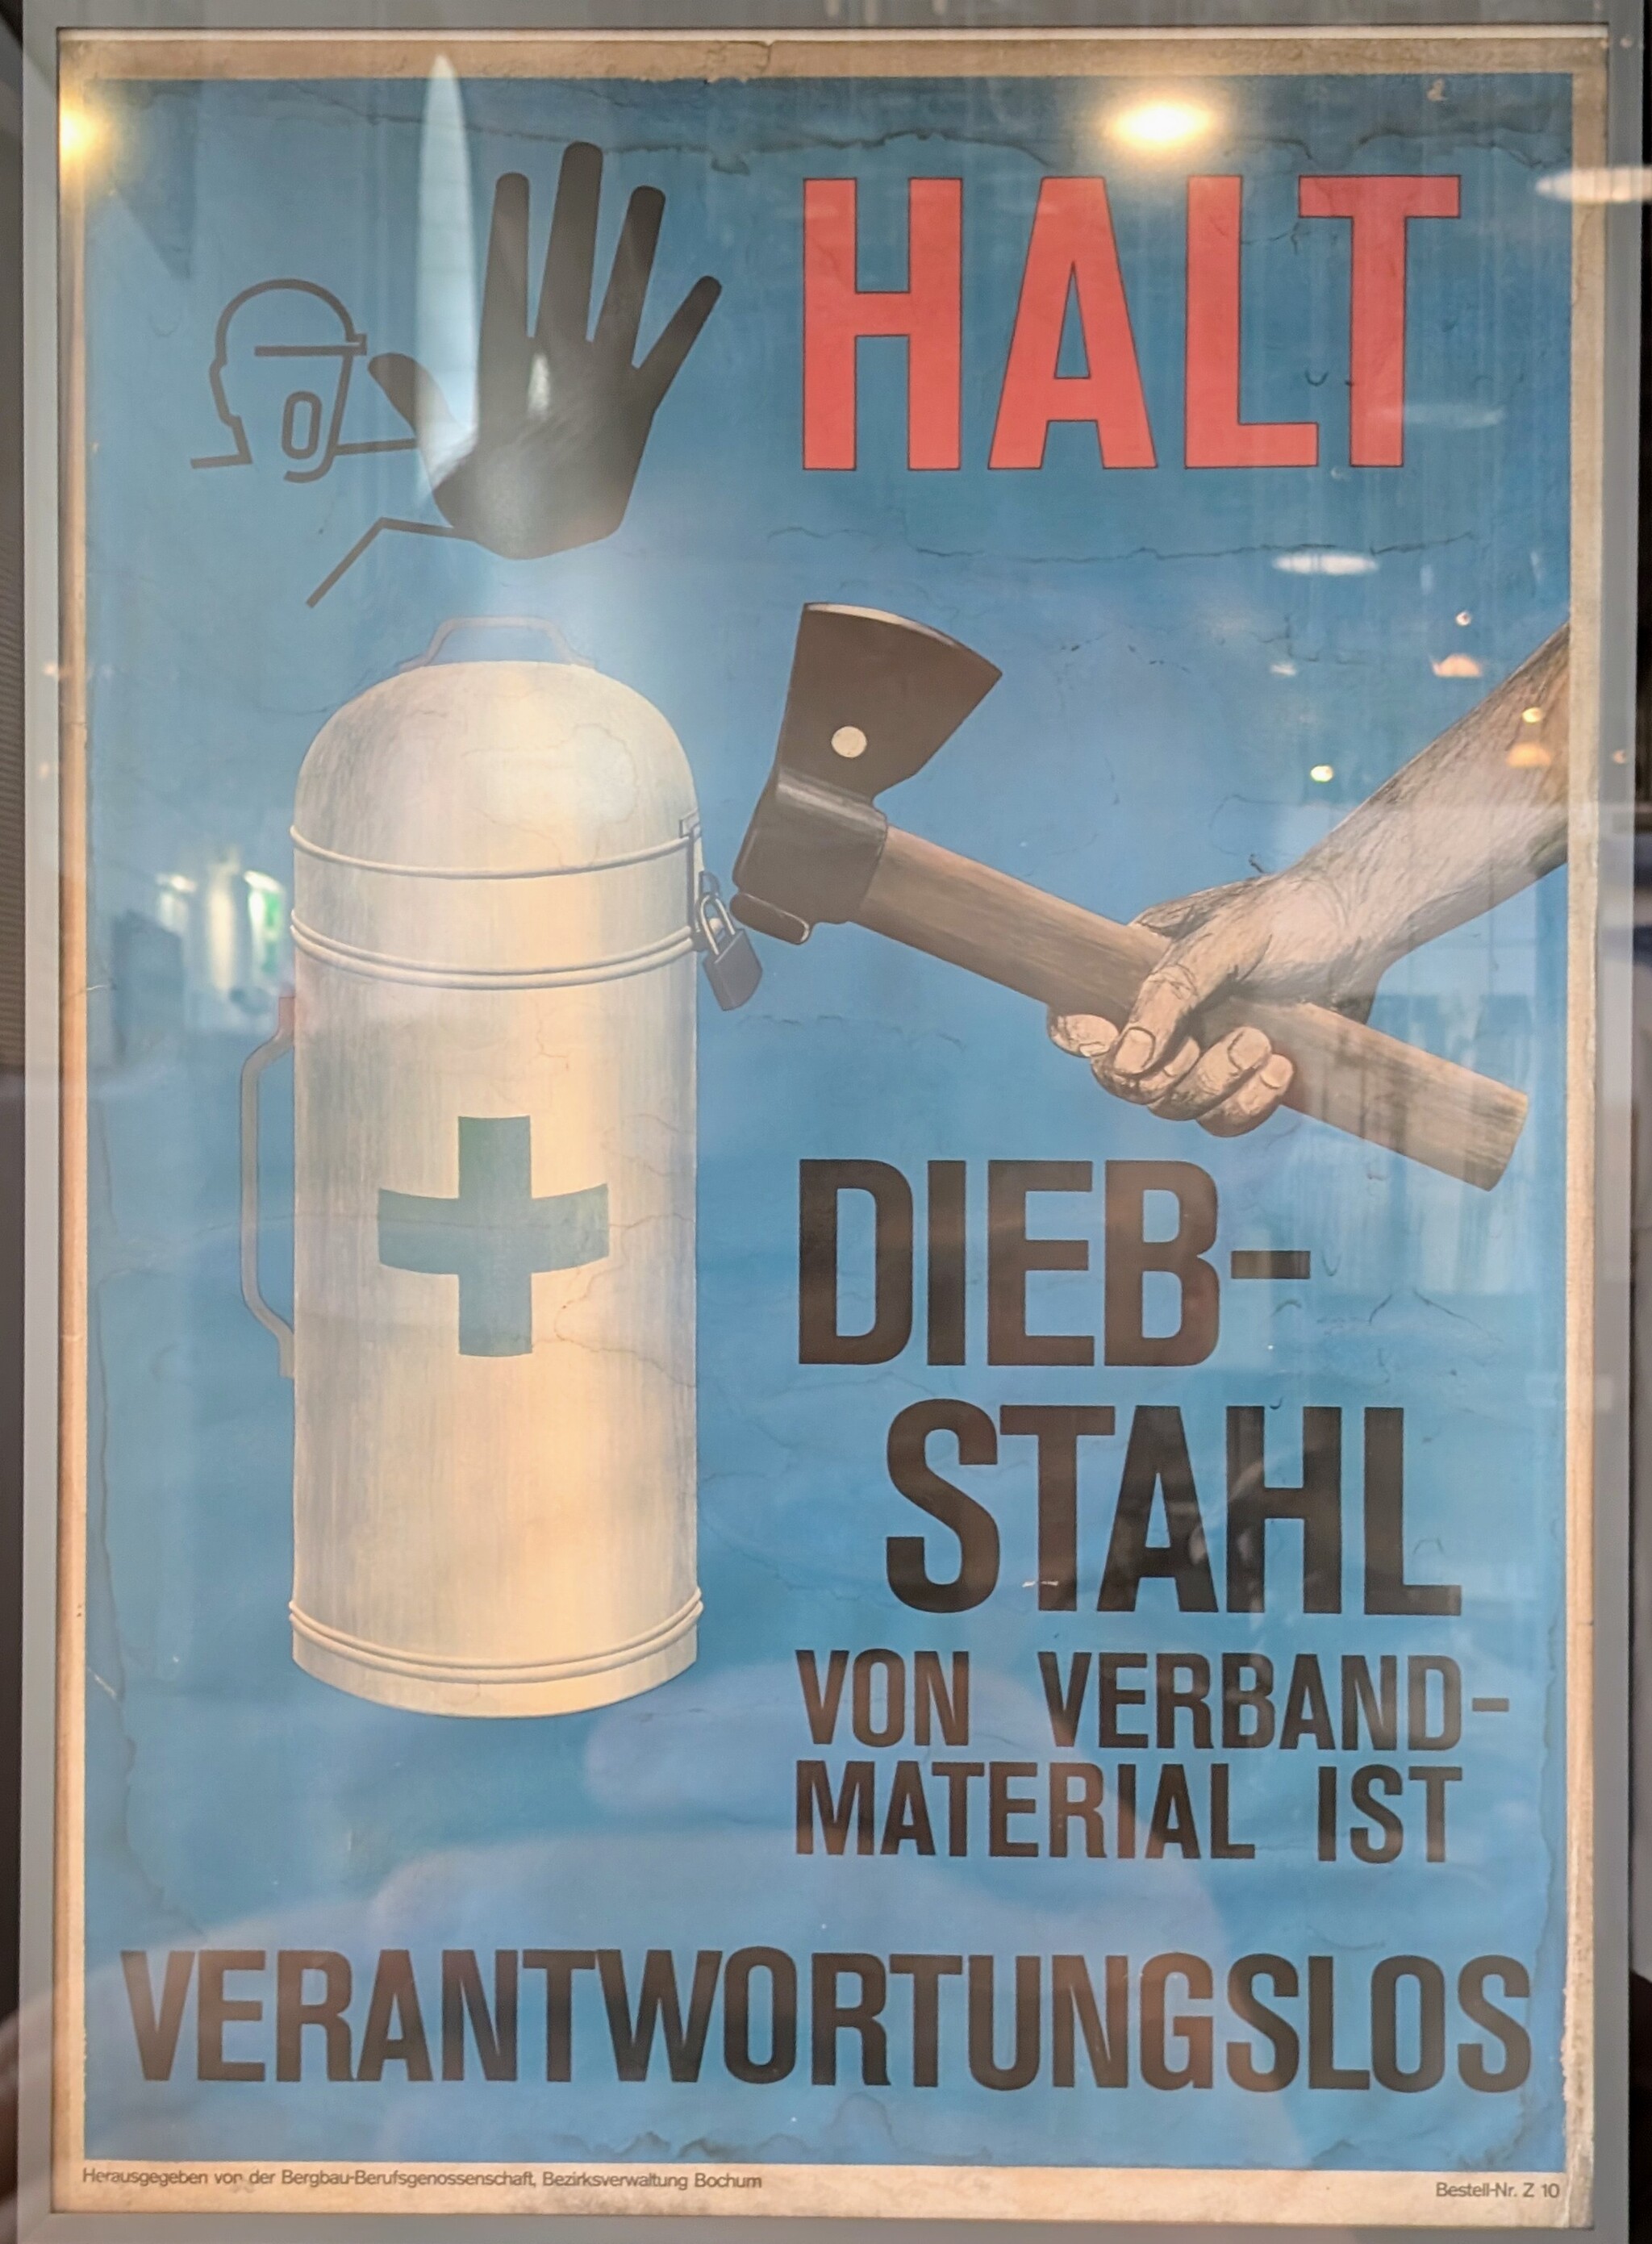 HALT
DIEB-
STAHL
VON VERBAND-
MATERIAL IST
VERANTWORTUNGSLOS
Herausgegeben von der Bergbau-Berufsgenossenschaft, Bezirksverwaltung Bochum
Bestell-Nr. Z 10